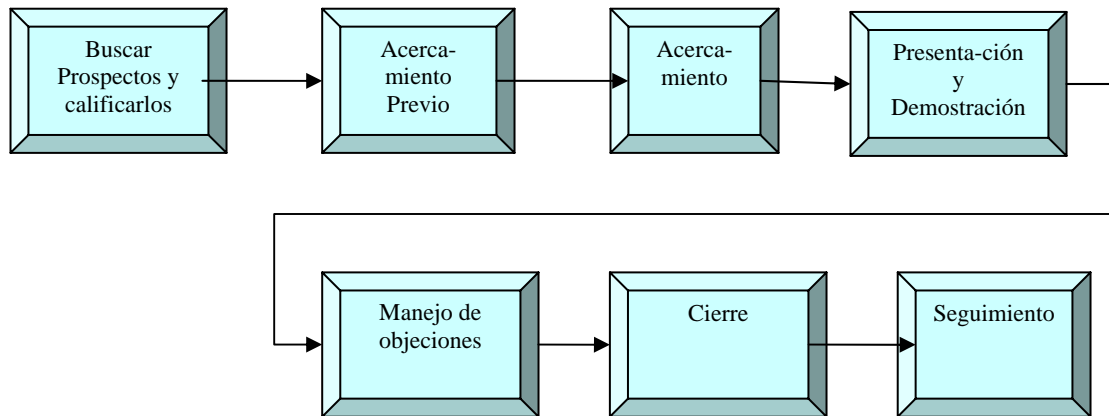 Buscar
Prospectos y
calificarlos
Acerca-
miento
Previo
Acerca-
miento
Presenta-ción
y
Demostración
Manejo de
objeciones
Cierre
Seguimiento